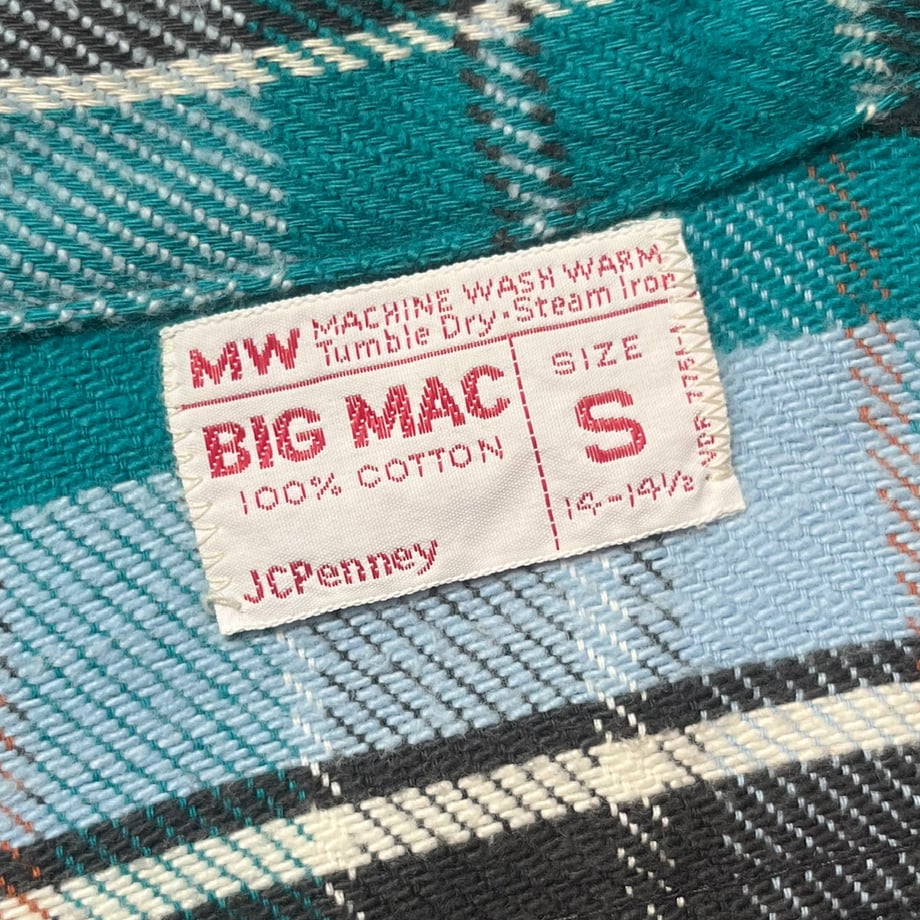 MW MACHINE WASH WARM
Tumble Dry·Steam Iron
BIG MAC
100% COTTON
JCPenney
SIZE
S
14-14½